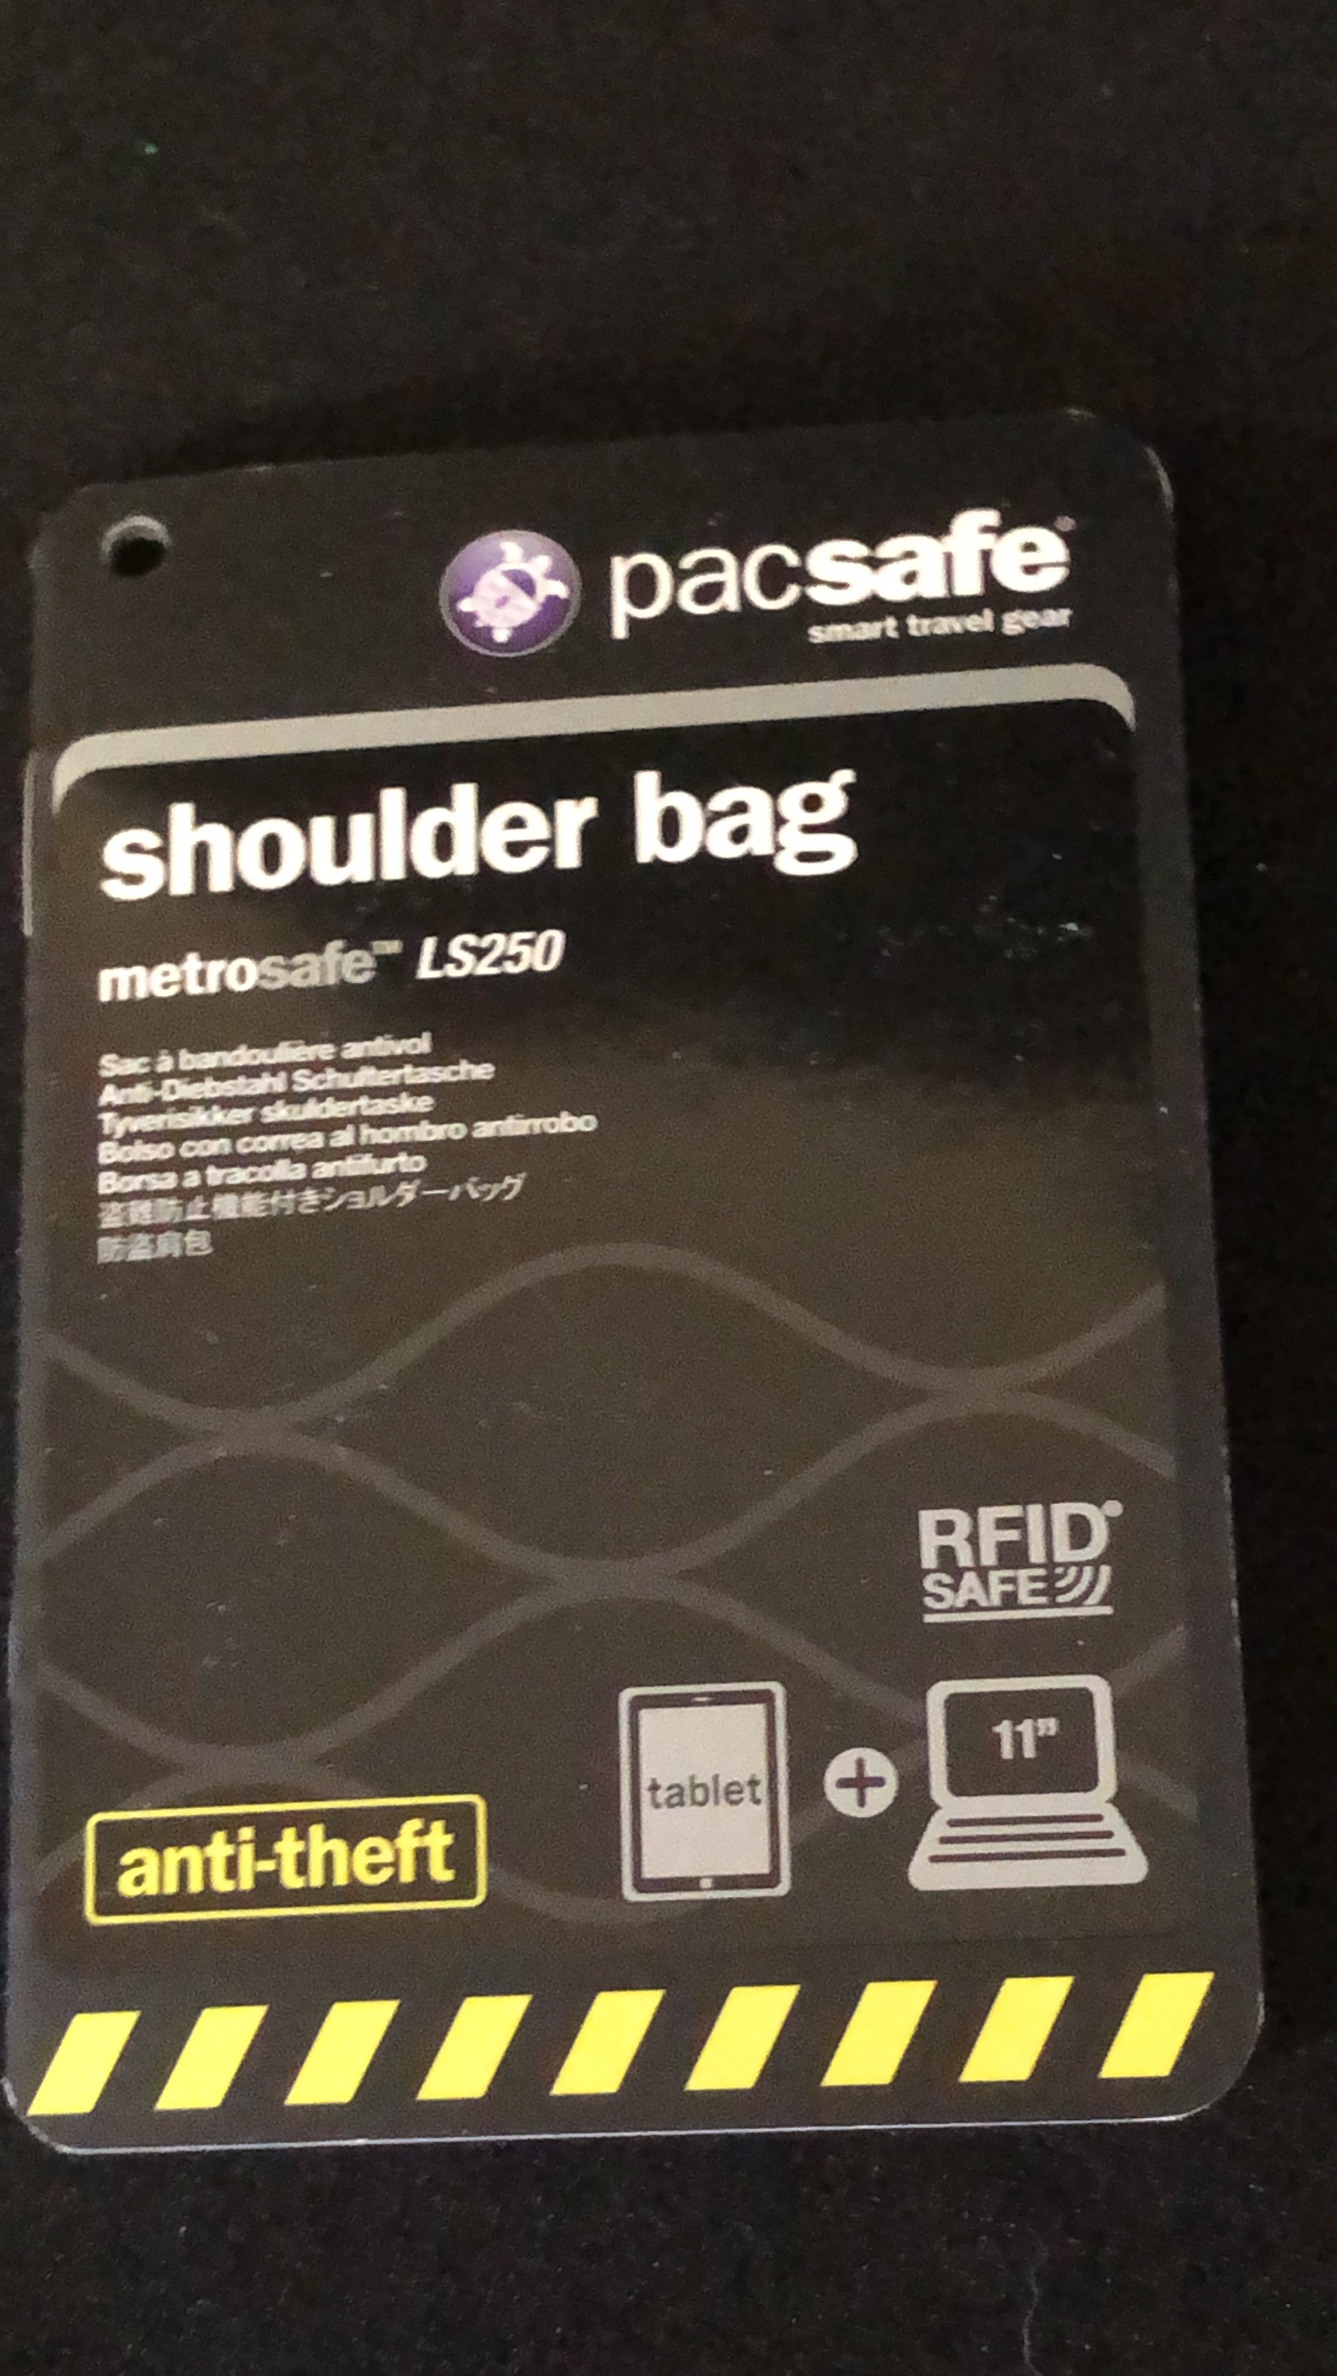 pacsafe®
smart travel gear
shoulder bag
metrosafe™ LS250
Sac à bandoulière antivol
Anti-Diebstahl Schultertasche
Tyverisikker skuldertaske
Bolso con correa al hombro antirrobo
Borsa a tracolla antifurto
盗難防止機能付きショルダーバッグ
防盗肩包
RFID
SAFE
tablet
11”
anti-theft